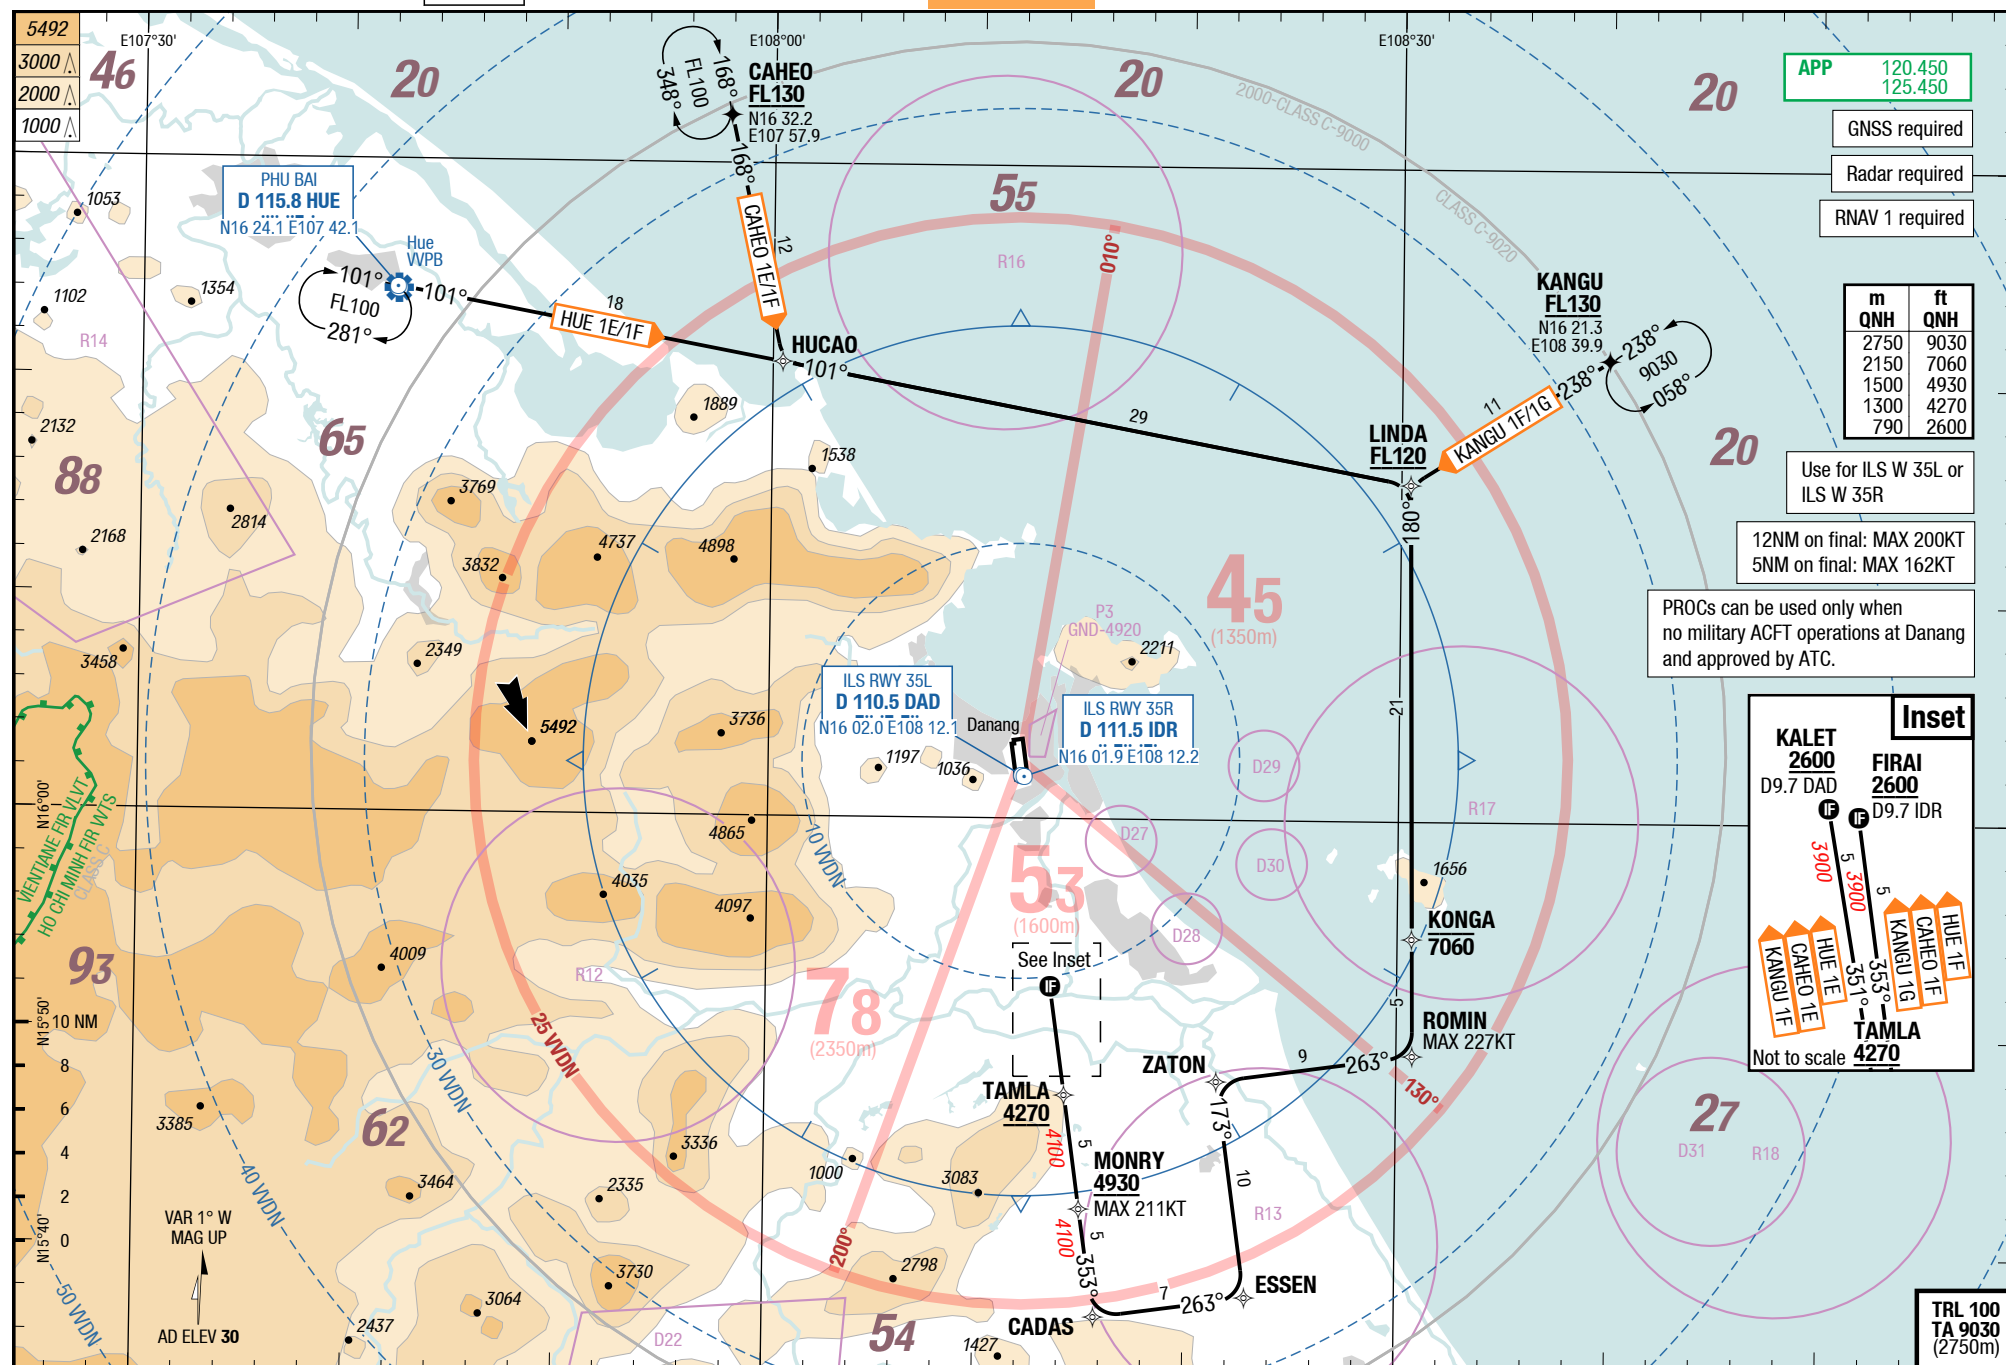 5492
3000
2000
1000
E107°30'
E108°00'
E108°30'
46
20
20
20
168°
FL100
348°
CAHEO
FL130
N16 32.2
E107 57.9
168°
CAHEO 1E/1F
12
2000-CLASS C-9000
CLASS C-9020
APP 120.450
125.450
GNSS required
Radar required
RNAV 1 required
m ft
QNH QNH
2750 9030
2150 7060
1500 4930
1300 4270
790 2600
Use for ILS W 35L or
ILS W 35R
12NM on final: MAX 200KT
5NM on final: MAX 162KT
PROCs can be used only when
no military ACFT operations at Danang
and approved by ATC.
PHU BAI
D 115.8 HUE
N16 24.1 E107 42.1
Hue
VVPB
101°
FL100
281°
101°
18
HUE 1E/1F
HUCAO
101°
29
55
R16
010°
KANGU
FL130
N16 21.3
E108 39.9
238°
9030
058°
238°
11
KANGU 1F/1G
LINDA
FL120
180°
20
1053
1354
1102
R14
2132
88
2168
2814
65
3769
3832
4737
4898
1889
1538
45
(1350m)
P3
GND-4920
2211
3458
2349
5492
3736
ILS RWY 35L
D 110.5 DAD
N16 02.0 E108 12.1
Danang
ILS RWY 35R
D 111.5 IDR
N16 01.9 E108 12.2
1197
1036
D29
21
R17
N16°00'
VIENTIANE FIR VLVT
HO CHI MINH FIR WTS
CLASS C
4865
10 VVDN
D27
D30
1656
53
(1600m)
4035
4097
D28
KONGA
7060
93
4009
R12
See Inset
IF
78
(2350m)
5
N15°50'
10 NM
8
6
4
2
0
N15°40'
25 VVDN
30 VVDN
40 VVDN
50 VVDN
ROMIN
MAX 227KT
263°
9
ZATON
130°
TAMLA
4270
4100
5
173°
10
MONRY
4930
MAX 211KT
4100
5
353°
R13
3385
62
3464
3336
2335
1000
3083
200°
2798
3730
3064
2437
D22
54
1427
CADAS
7
263°
ESSEN
VAR 1° W
MAG UP
AD ELEV 30
27
D31
R18
Inset
KALET
2600
D9.7 DAD
FIRAI
2600
D9.7 IDR
IF
IF
3900
5
3900
5
KANGU 1F
CAHEO 1E
HUE 1E
351°
353°
KANGU 1G
CAHEO 1F
HUE 1F
TAMLA
4270
Not to scale
TRL 100
TA 9030
(2750m)